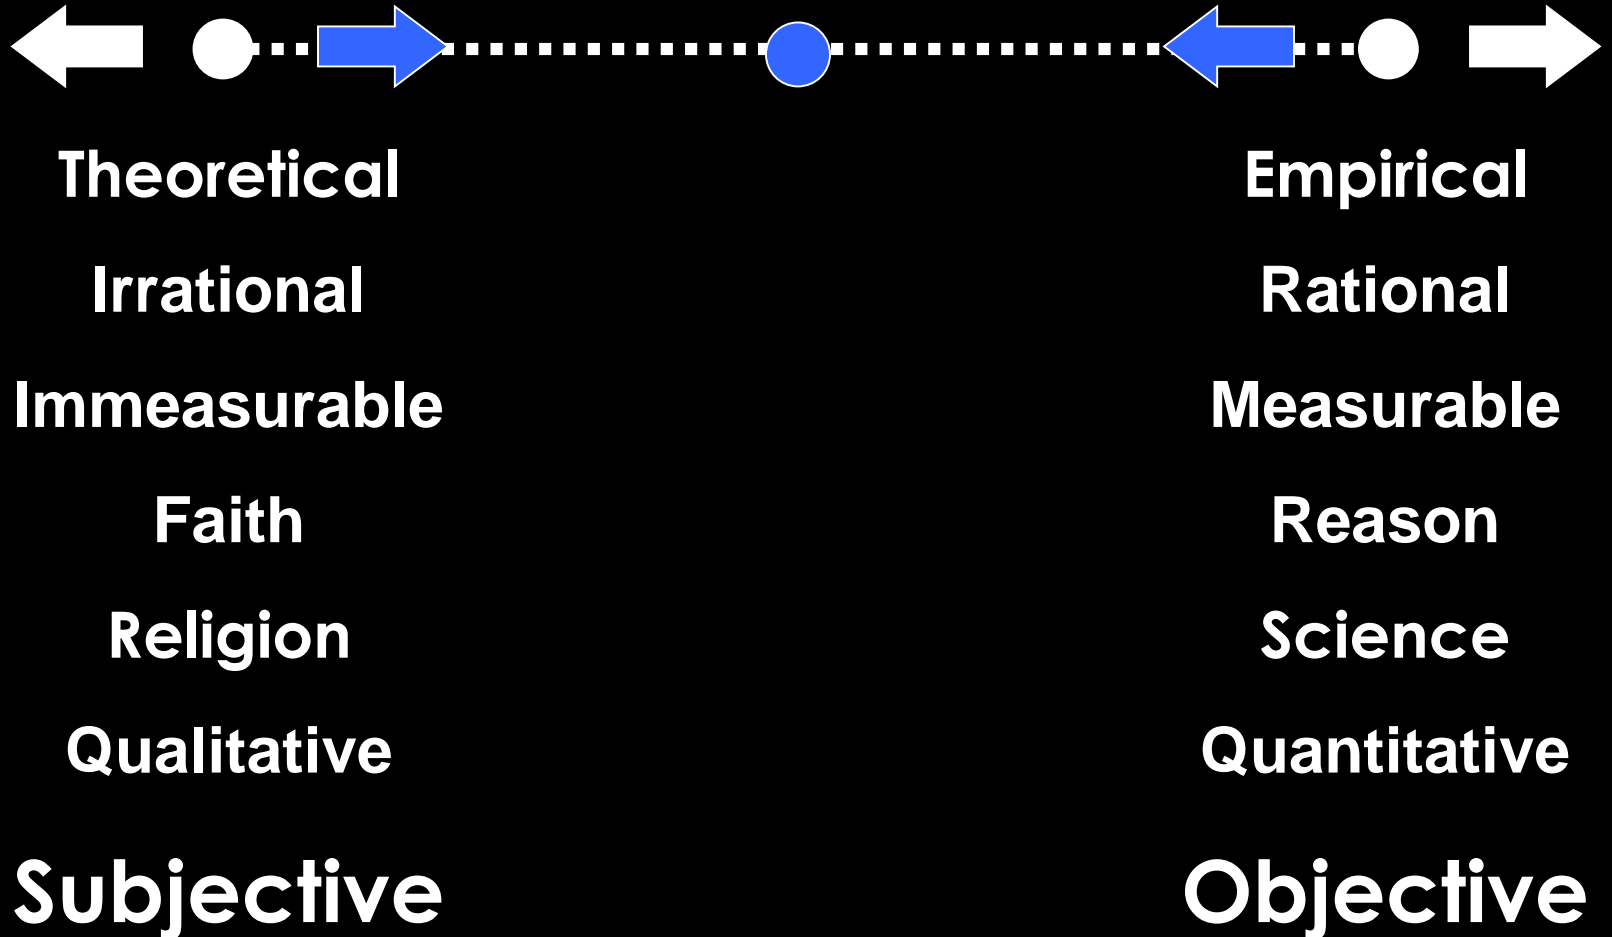 Theoretical Empirical
Irrational Rational
Immeasurable Measurable
Faith Reason
Religion Science
Qualitative Quantitative
Subjective Objective